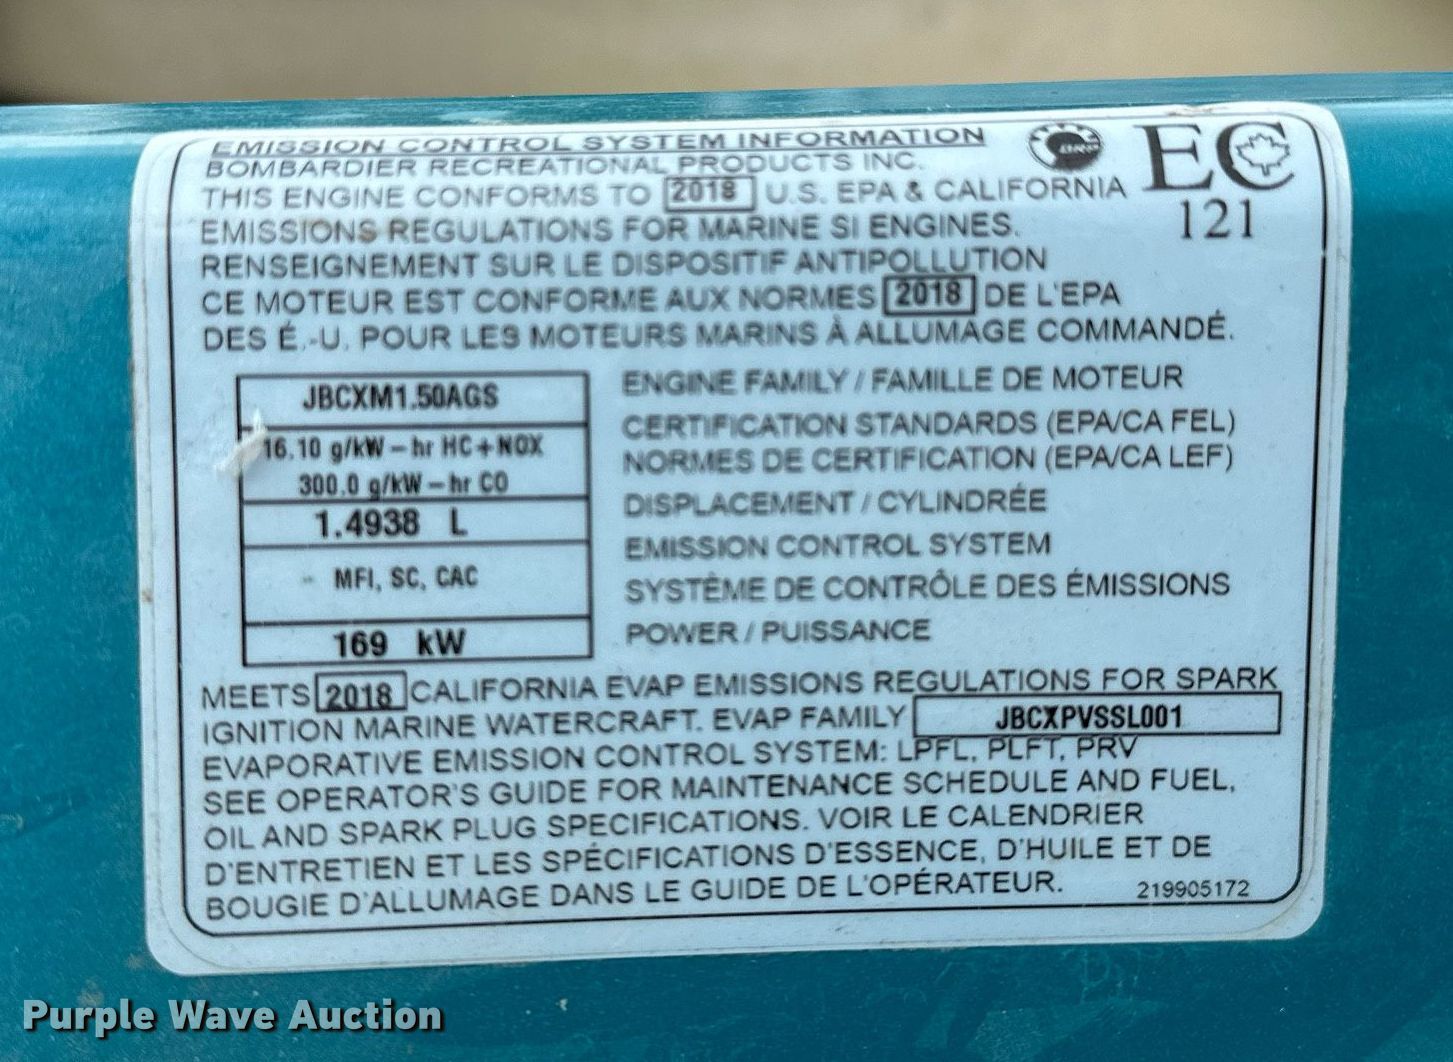 EMISSION CONTROL SYSTEM INFORMATION
BRP
EC
121
BOMBARDIER RECREATIONAL PRODUCTS INC.
THIS ENGINE CONFORMS TO 2018 U.S. EPA & CALIFORNIA
EMISSIONS REGULATIONS FOR MARINE SI ENGINES.
RENSEIGNEMENT SUR LE DISPOSITIF ANTIPOLLUTION
CE MOTEUR EST CONFORME AUX NORMES 2018 DE L'EPA
DES É.-U. POUR LES MOTEURS MARINS À ALLUMAGE COMMANDÉ.
JBCXM1.50AGS ENGINE FAMILY / FAMILLE DE MOTEUR
16.10 g/kW – hr HC+NOX CERTIFICATION STANDARDS (EPA/CA FEL)
300.0 g/kW – hr CO NORMES DE CERTIFICATION (EPA/CA LEF)
1.4938 L DISPLACEMENT / CYLINDRÉE
MFI, SC, CAC EMISSION CONTROL SYSTEM
SYSTÈME DE CONTRÔLE DES ÉMISSIONS
169 kW POWER / PUISSANCE
MEETS 2018 CALIFORNIA EVAP EMISSIONS REGULATIONS FOR SPARK
IGNITION MARINE WATERCRAFT. EVAP FAMILY JBCXPVSSL001
EVAPORATIVE EMISSION CONTROL SYSTEM: LPFL, PLFT, PRV
SEE OPERATOR'S GUIDE FOR MAINTENANCE SCHEDULE AND FUEL,
OIL AND SPARK PLUG SPECIFICATIONS. VOIR LE CALENDRIER
D'ENTRETIEN ET LES SPÉCIFICATIONS D'ESSENCE, D'HUILE ET DE
BOUGIE D'ALLUMAGE DANS LE GUIDE DE L'OPÉRATEUR. 219905172
Purple Wave Auction